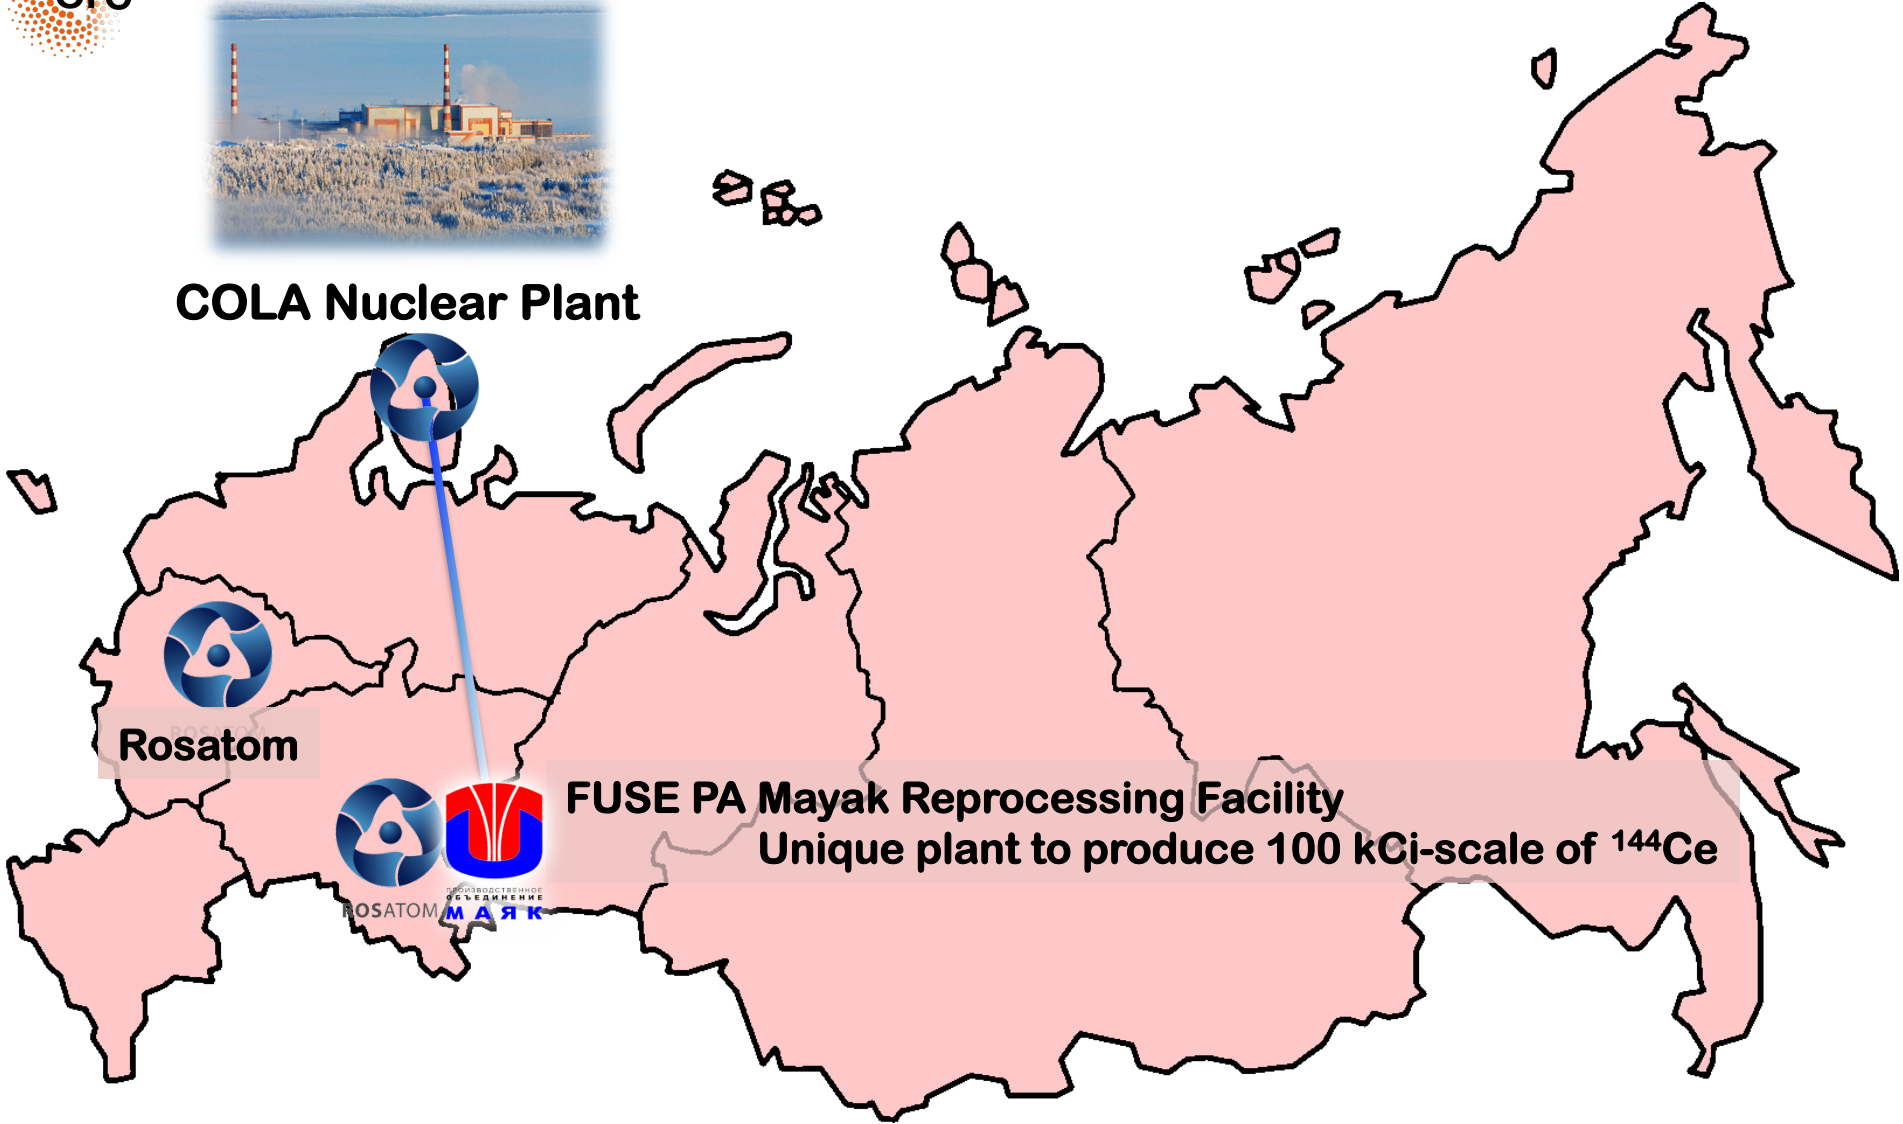 COLA Nuclear Plant
ROSATOM
Rosatom
FUSE PA Mayak Reprocessing Facility
Unique plant to produce 100 kCi-scale of ¹⁴⁴Ce
ROSATOM
ПРОИЗВОДСТВЕННОЕ
ОБЪЕДИНЕНИЕ
МАЯК